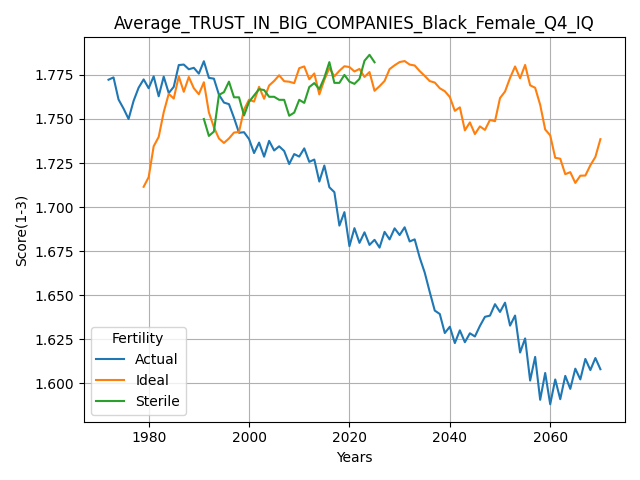 Average_TRUST_IN_BIG_COMPANIES_Black_Female_Q4_IQ
Score(1-3)
1.775
1.750
1.725
1.700
1.675
1.650
1.625
1.600
Fertility
Actual
Ideal
Sterile
1980 2000 2020 2040 2060
Years